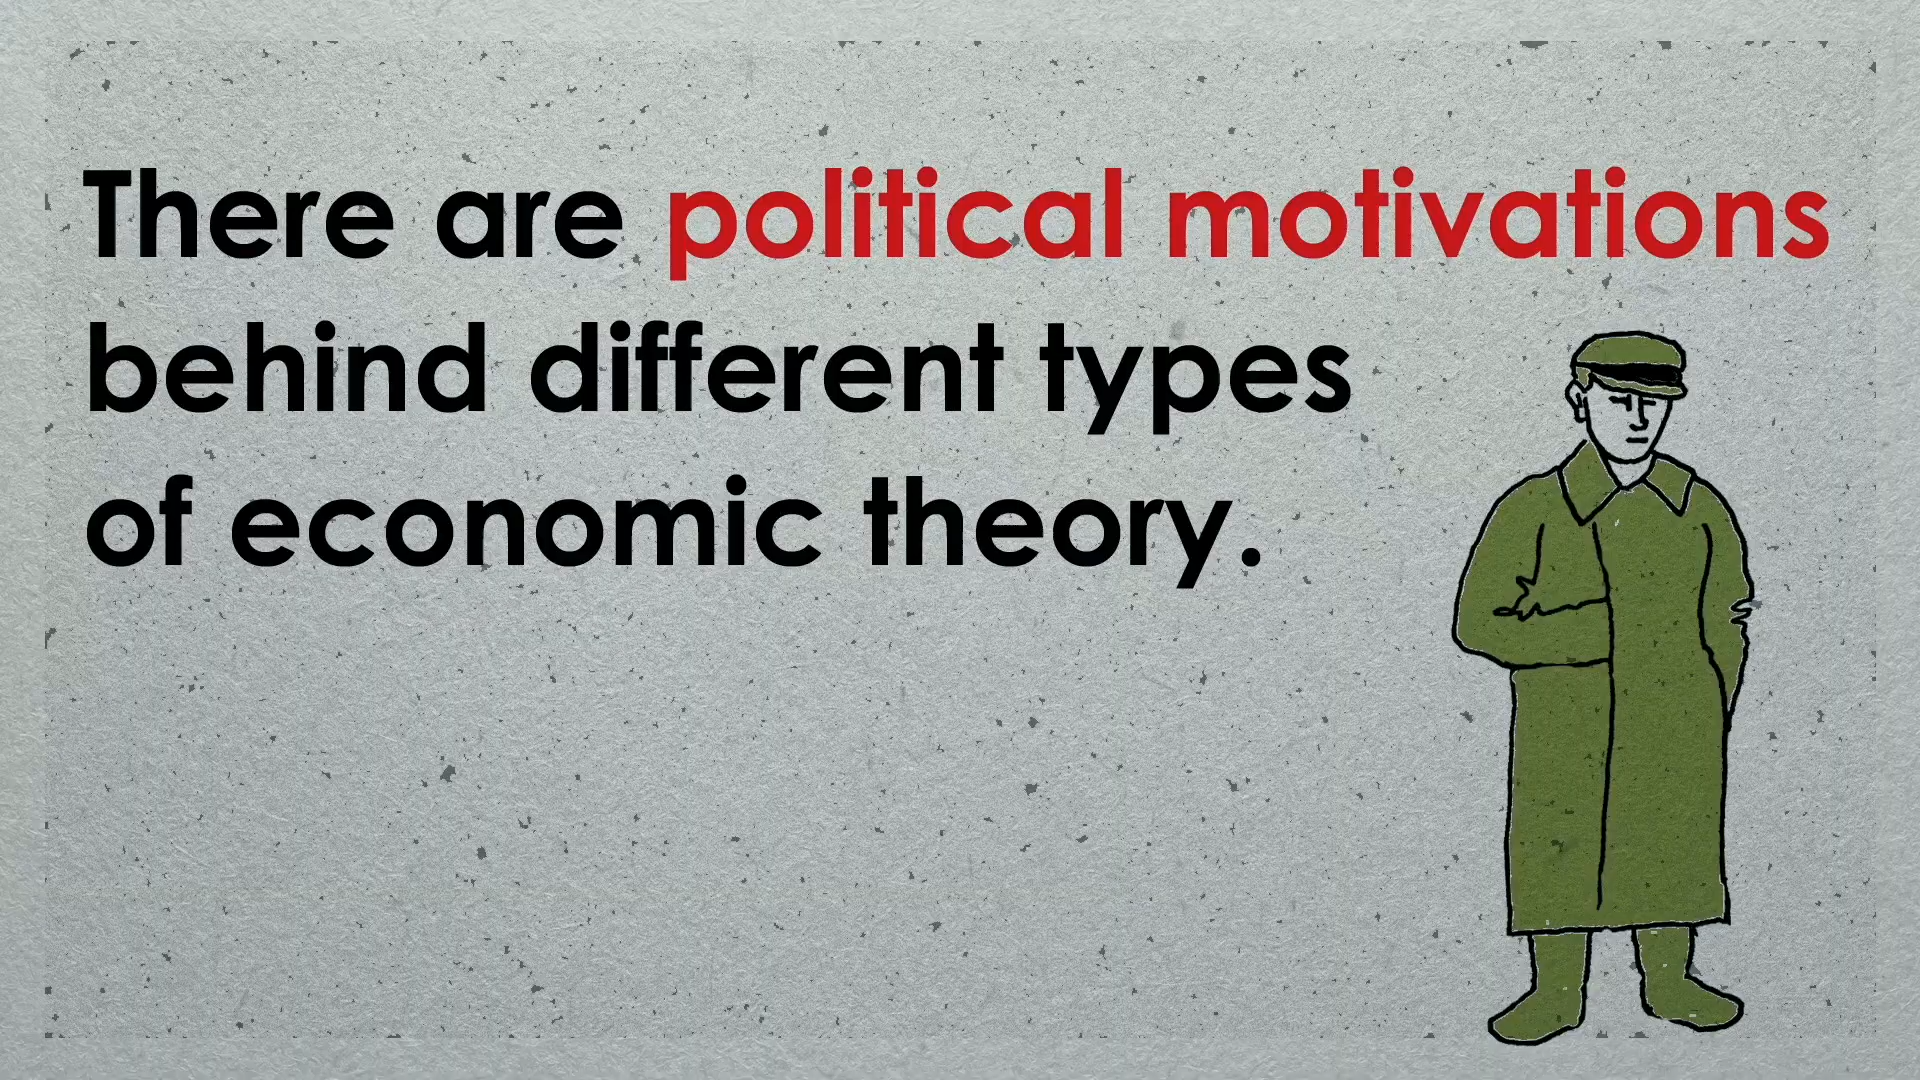 There are political motivations
behind different types
of economic theory.